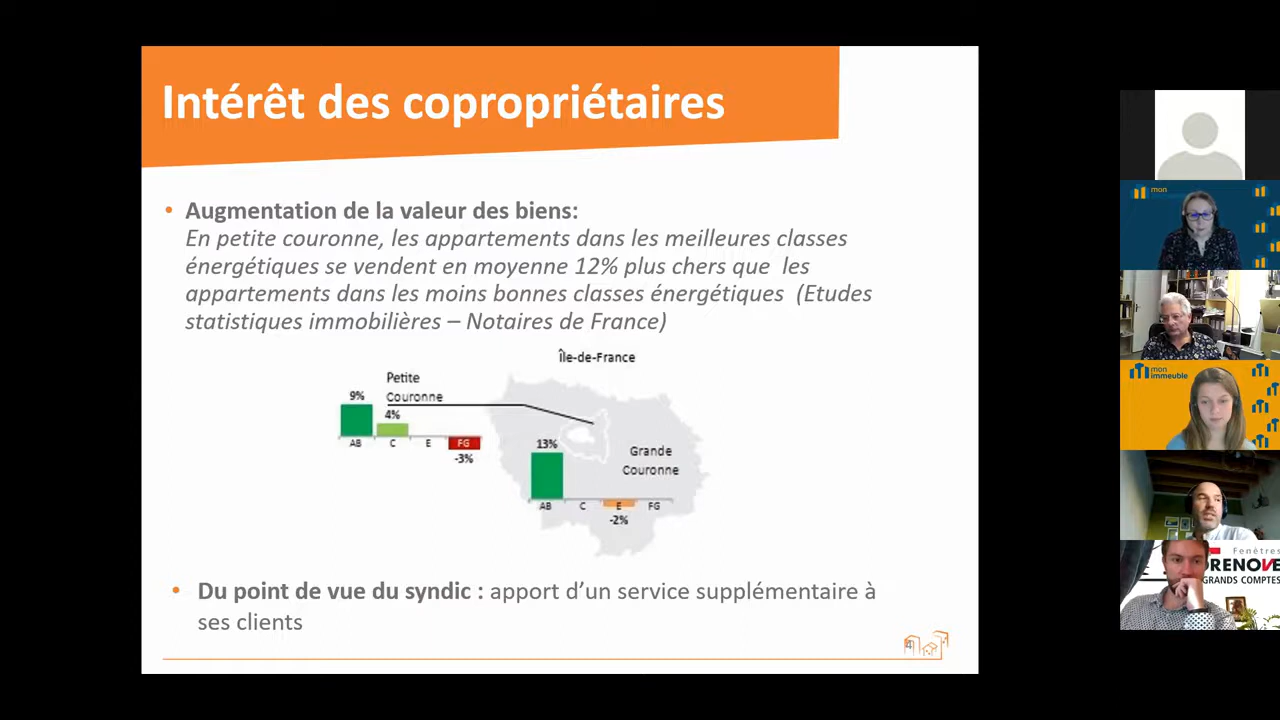 Intérêt des copropriétaires
• Augmentation de la valeur des biens:
En petite couronne, les appartements dans les meilleures classes
énergétiques se vendent en moyenne 12% plus chers que les
appartements dans les moins bonnes classes énergétiques (Etudes
statistiques immobilières – Notaires de France)
Île-de-France
Petite
Couronne
9%
4%
AB C E FG
-3%
13%
Grande
Couronne
AB C E FG
-2%
• Du point de vue du syndic : apport d’un service supplémentaire à
ses clients
4
mon
mon
immeuble
Fenêtres
RENOVE
GRANDS COMPTES